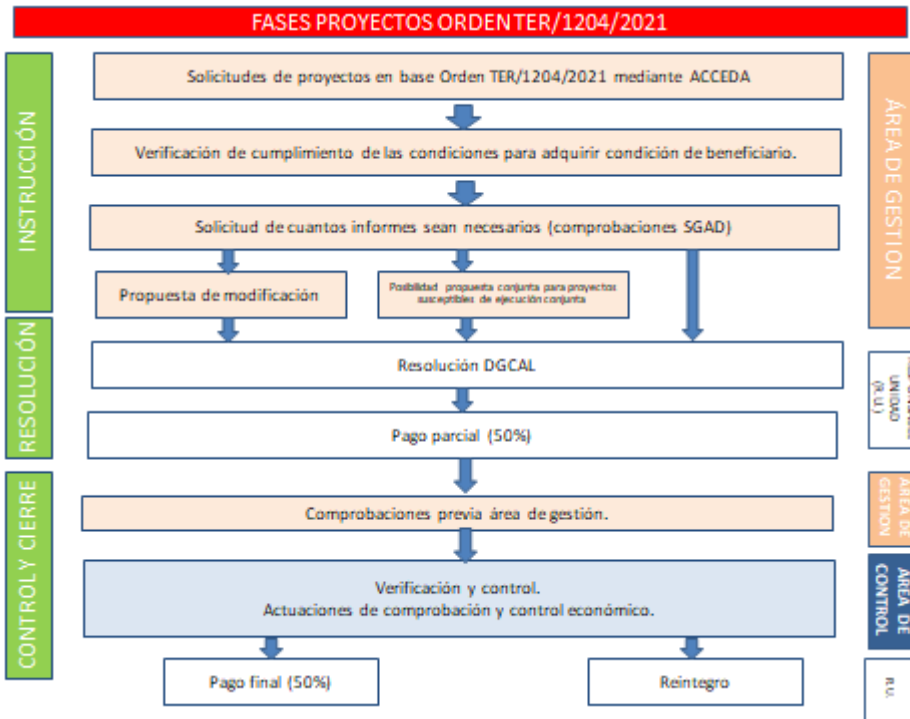 FASES PROYECTOS ORDEN TER/1204/2021
INSTRUCCIÓN
Solicitudes de proyectos en base Orden TER/1204/2021 mediante ACCEDA
Verificación de cumplimiento de las condiciones para adquirir condición de beneficiario.
Solicitud de cuantos informes sean necesarios (comprobaciones SGAD)
Propuesta de modificación
Posibilidad propuesta conjunta para proyectos
susceptibles de ejecución conjunta
ÁREA DE GESTION
RESOLUCIÓN
Resolución DGCAL
Pago parcial (50%)
UNIDAD
(R.U.)
CONTROL Y CIERRE
Comprobaciones previa área de gestión.
ÁREA DE
GESTION
Verificación y control.
Actuaciones de comprobación y control económico.
ÁREA DE
CONTROL
Pago final (50%)
Reintegro
R.U.